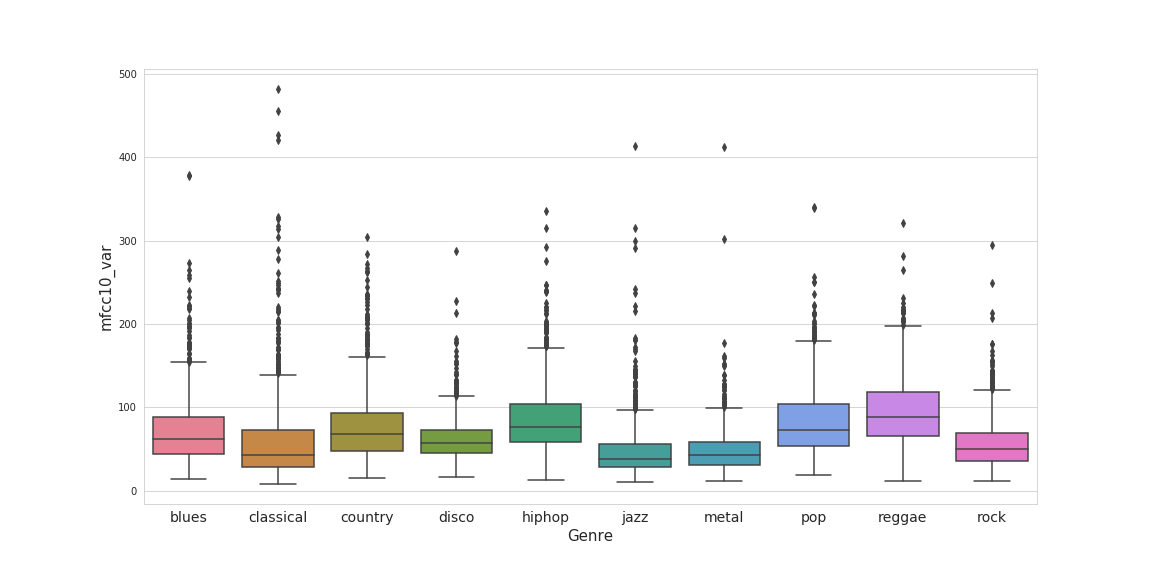 500
400
300
200
100
0
mfcc10_var
blues classical country disco hiphop jazz metal pop reggae rock
Genre